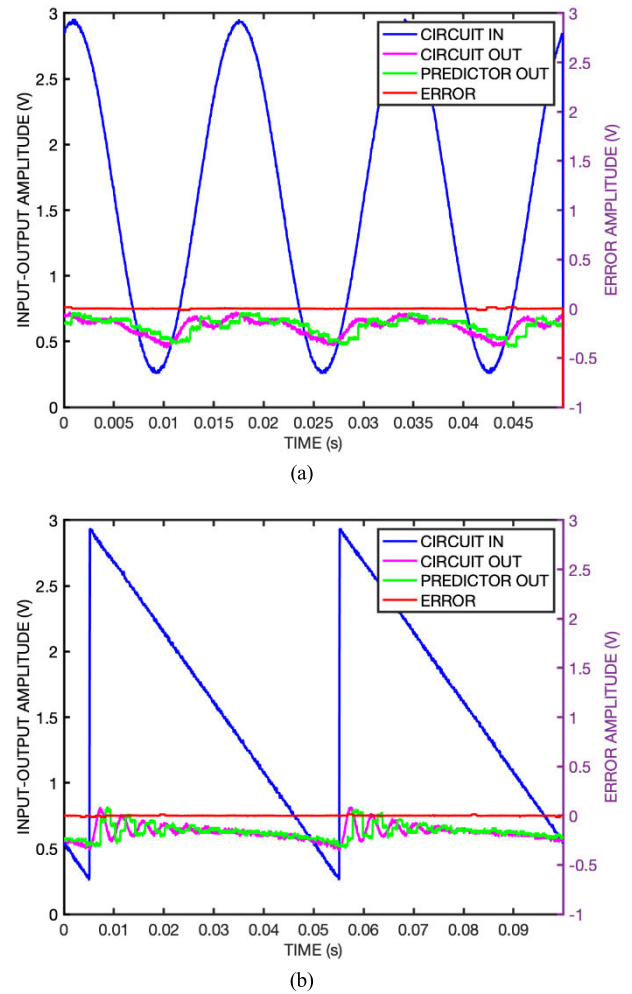 3
3
CIRCUIT IN
CIRCUIT OUT
PREDICTOR OUT
ERROR
2.5
2.5
2
2
1.5
1.5
1
1
0.5
0.5
0
0
-0.5
-1
INPUT-OUTPUT AMPLITUDE (V)
ERROR AMPLITUDE (V)
0 0.005 0.01 0.015 0.02 0.025 0.03 0.035 0.04 0.045
TIME (s)
(a)
3
3
CIRCUIT IN
CIRCUIT OUT
PREDICTOR OUT
ERROR
2.5
2.5
2
2
1.5
1.5
1
1
0.5
0.5
0
0
-0.5
-1
INPUT-OUTPUT AMPLITUDE (V)
ERROR AMPLITUDE (V)
0 0.01 0.02 0.03 0.04 0.05 0.06 0.07 0.08 0.09
TIME (s)
(b)